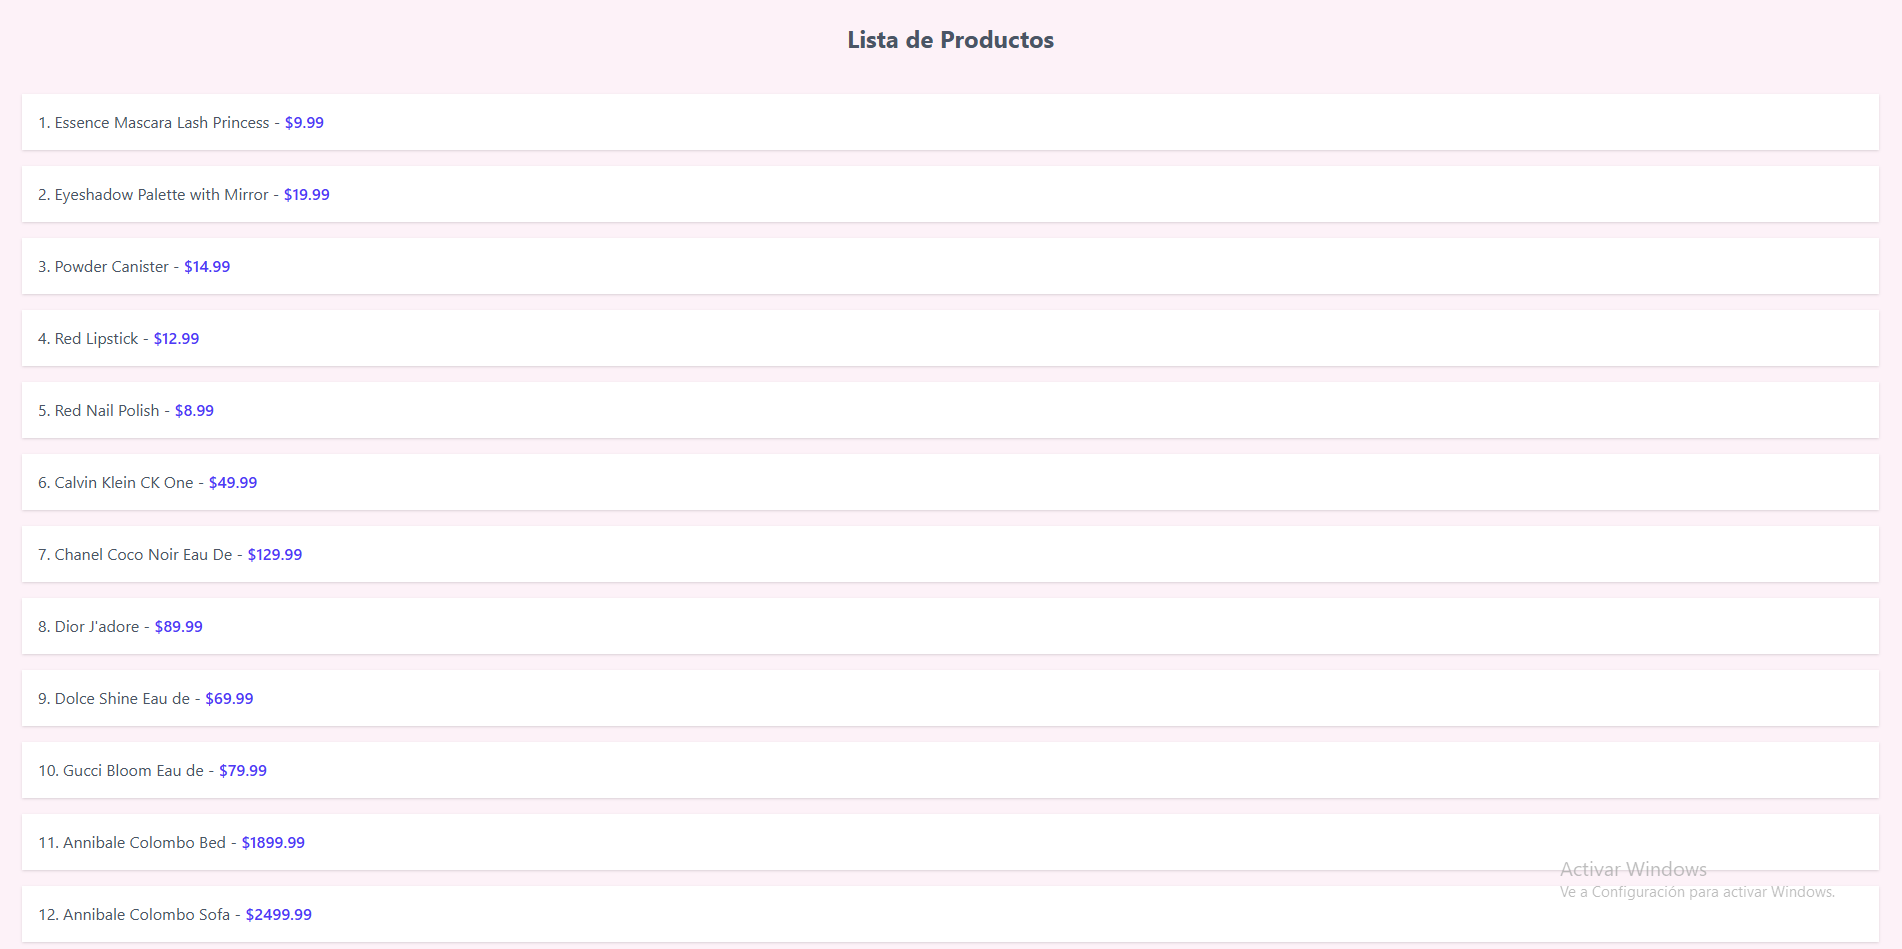 Lista de Productos
1. Essence Mascara Lash Princess - $9.99
2. Eyeshadow Palette with Mirror - $19.99
3. Powder Canister - $14.99
4. Red Lipstick - $12.99
5. Red Nail Polish - $8.99
6. Calvin Klein CK One - $49.99
7. Chanel Coco Noir Eau De - $129.99
8. Dior J'adore - $89.99
9. Dolce Shine Eau de - $69.99
10. Gucci Bloom Eau de - $79.99
11. Annibale Colombo Bed - $1899.99
Activar Windows
Ve a Configuración para activar Windows.
12. Annibale Colombo Sofa - $2499.99